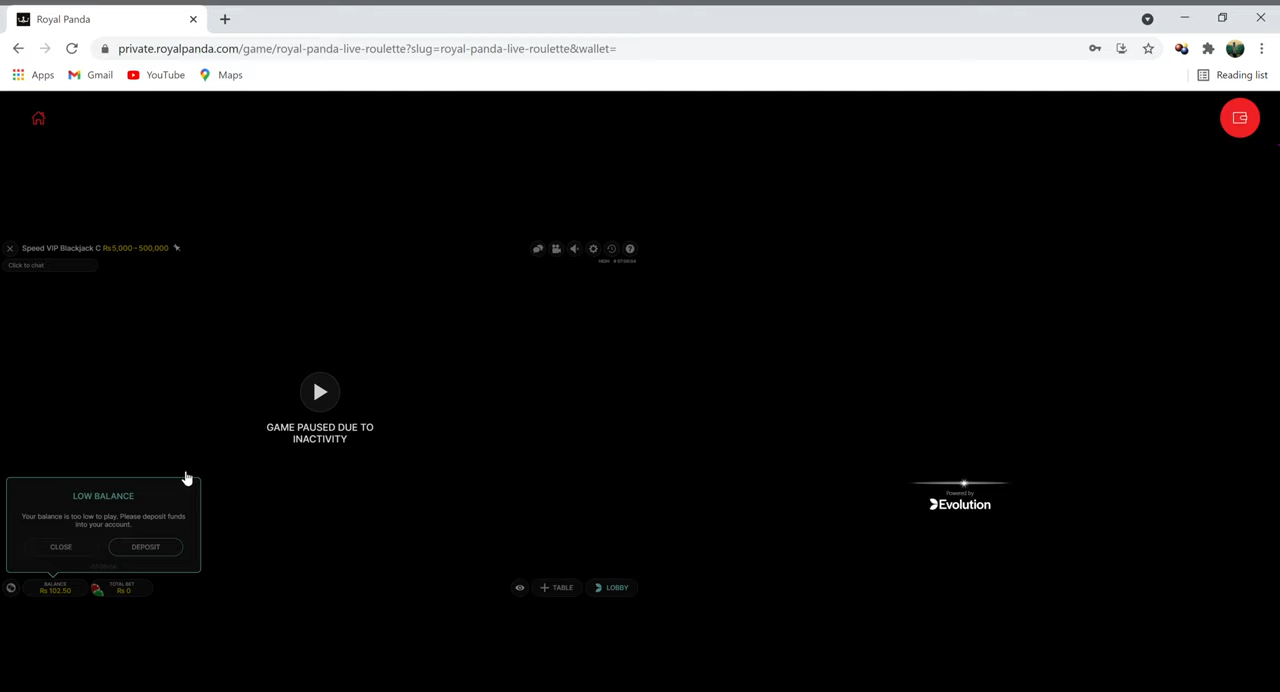 Royal Panda
private.royalpanda.com/game/royal-panda-live-roulette?slug=royal-panda-live-roulette&wallet=
Apps Gmail YouTube Maps Reading list
Speed VIP Blackjack C Rs5,000 - 500,000
Click to chat
GAME PAUSED DUE TO
INACTIVITY
LOW BALANCE
Your balance is too low to play. Please deposit funds
into your account.
CLOSE DEPOSIT
Powered by
Evolution
BALANCE
Rs 102.50
TOTAL BET
Rs 0
TABLE LOBBY